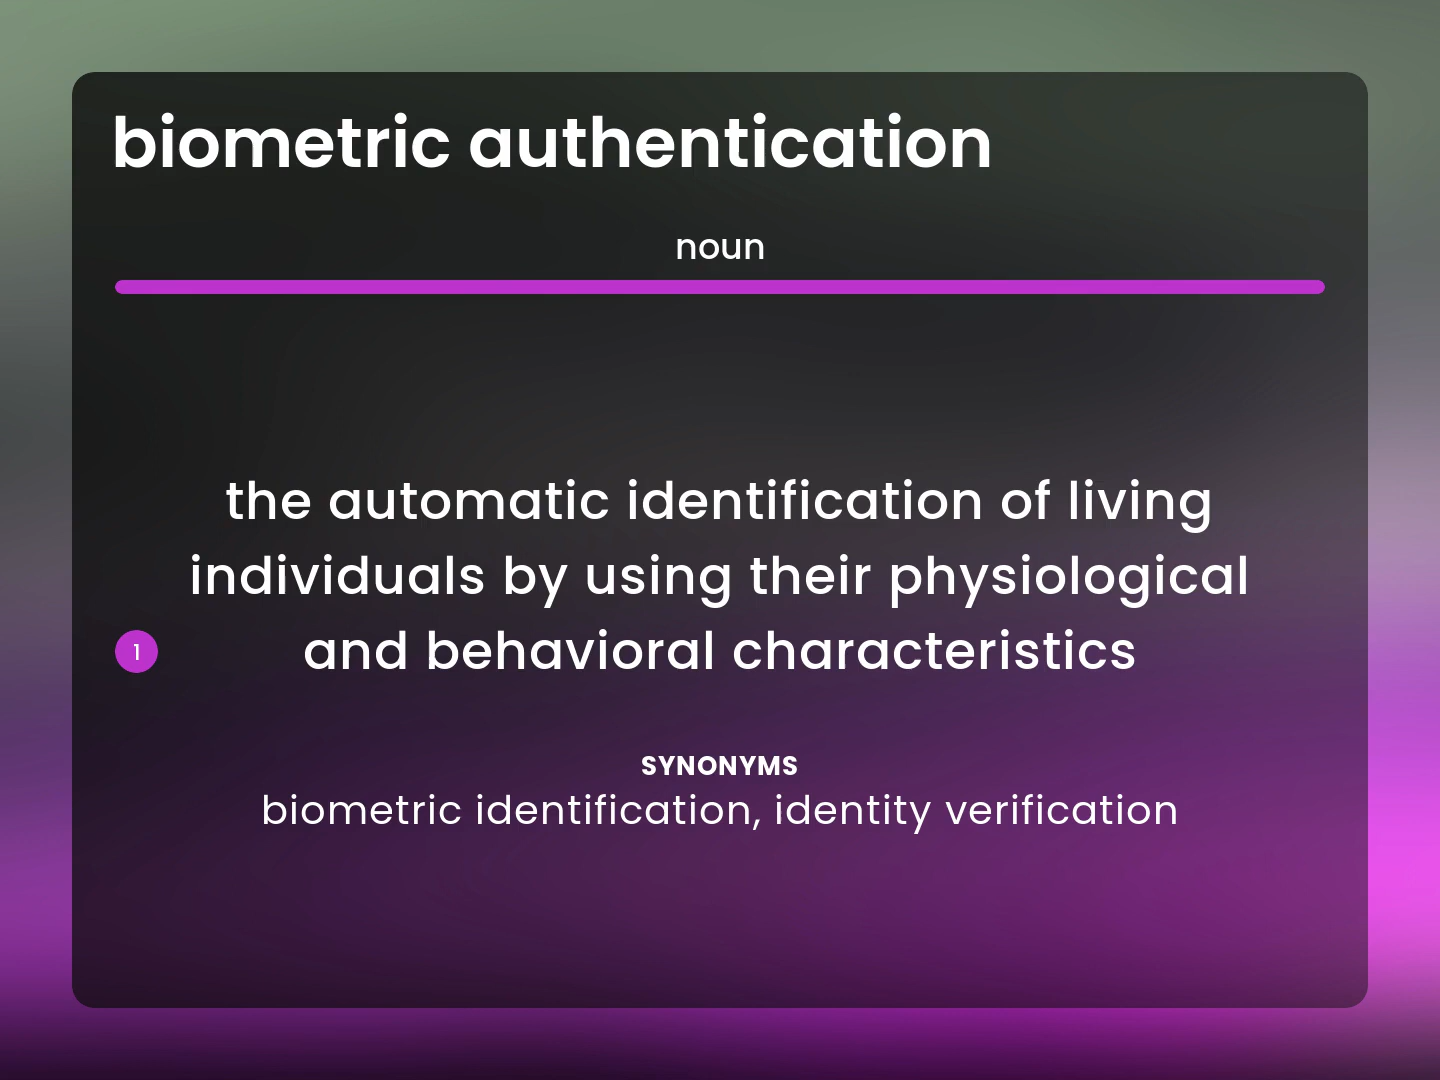 biometric authentication
noun
the automatic identification of living
individuals by using their physiological
1 and behavioral characteristics
SYNONYMS
biometric identification, identity verification